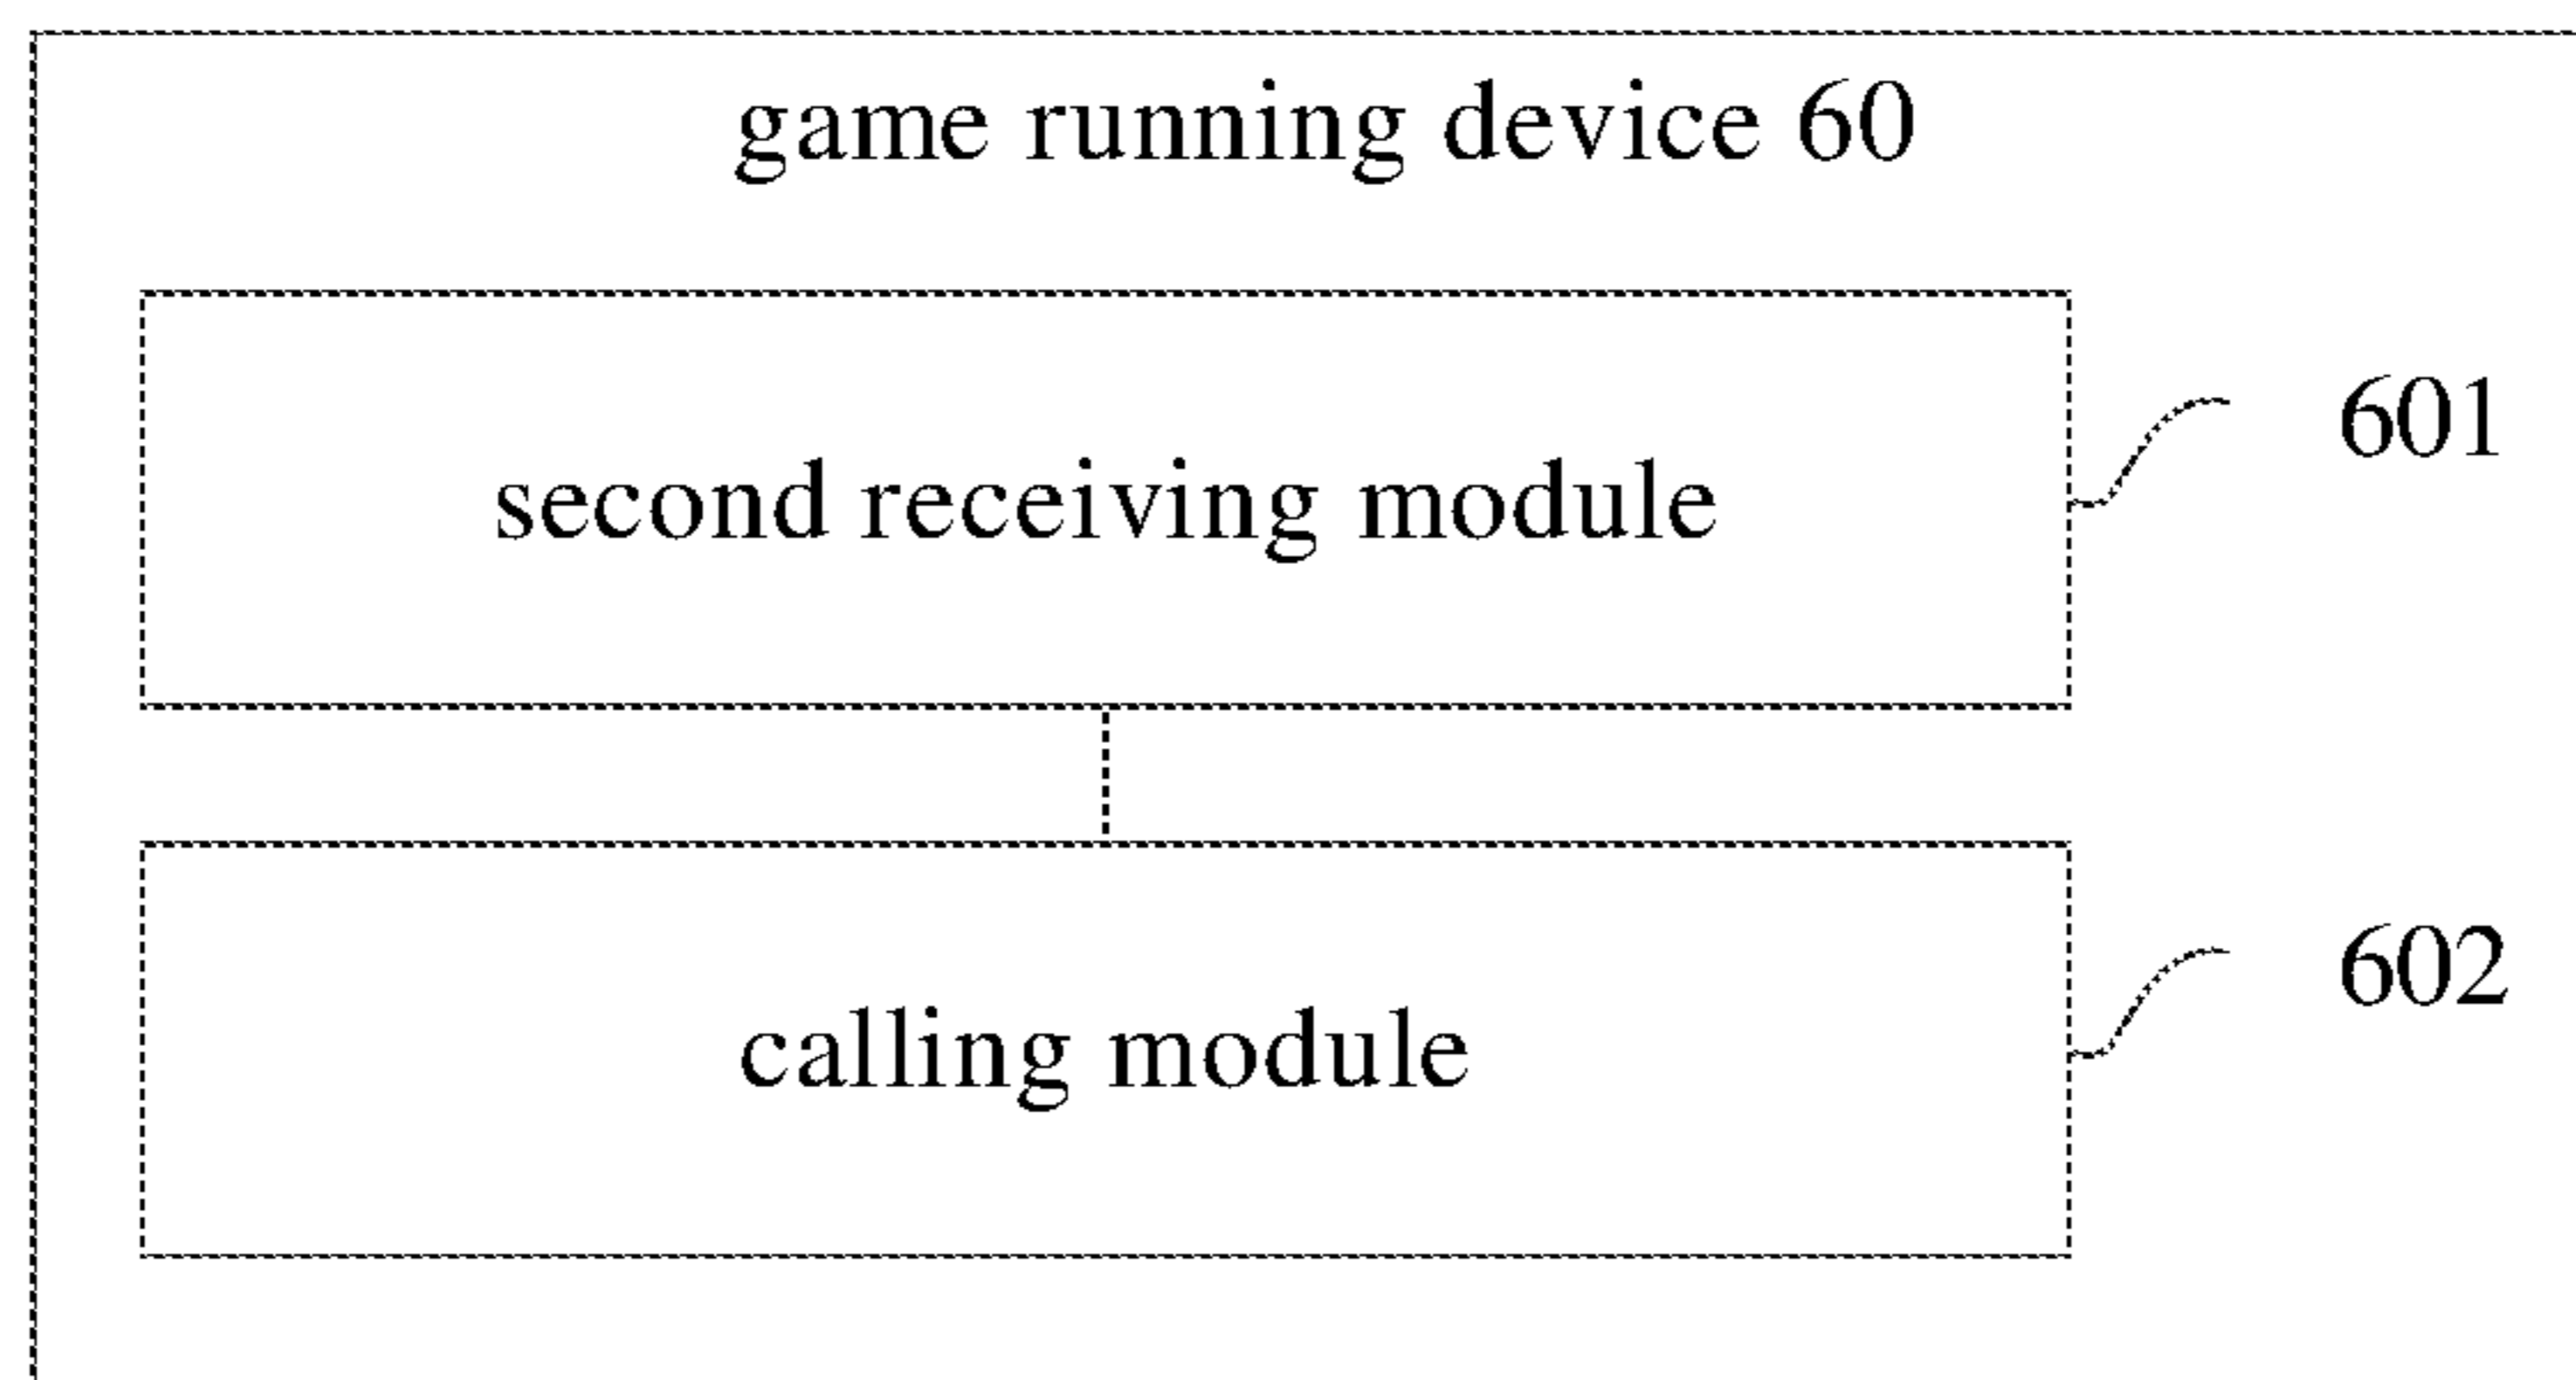 game running device 60
601
second receiving module
602
calling module